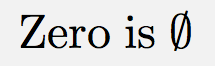 Zero is ∅